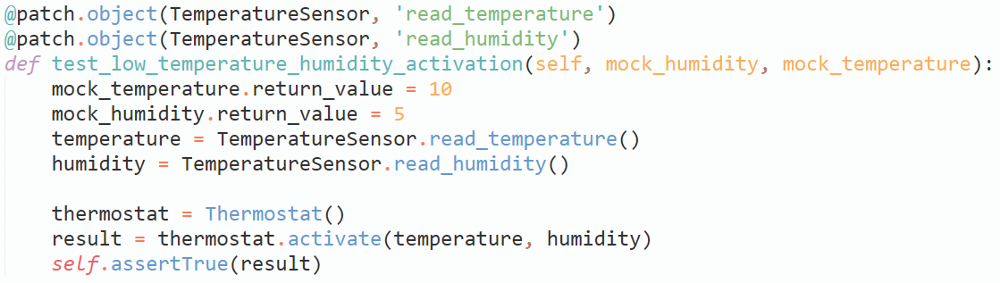 @patch.object(TemperatureSensor, 'read_temperature')
@patch.object(TemperatureSensor, 'read_humidity')
def test_low_temperature_humidity_activation(self, mock_humidity, mock_temperature):
    mock_temperature.return_value = 10
    mock_humidity.return_value = 5
    temperature = TemperatureSensor.read_temperature()
    humidity = TemperatureSensor.read_humidity()

    thermostat = Thermostat()
    result = thermostat.activate(temperature, humidity)
    self.assertTrue(result)